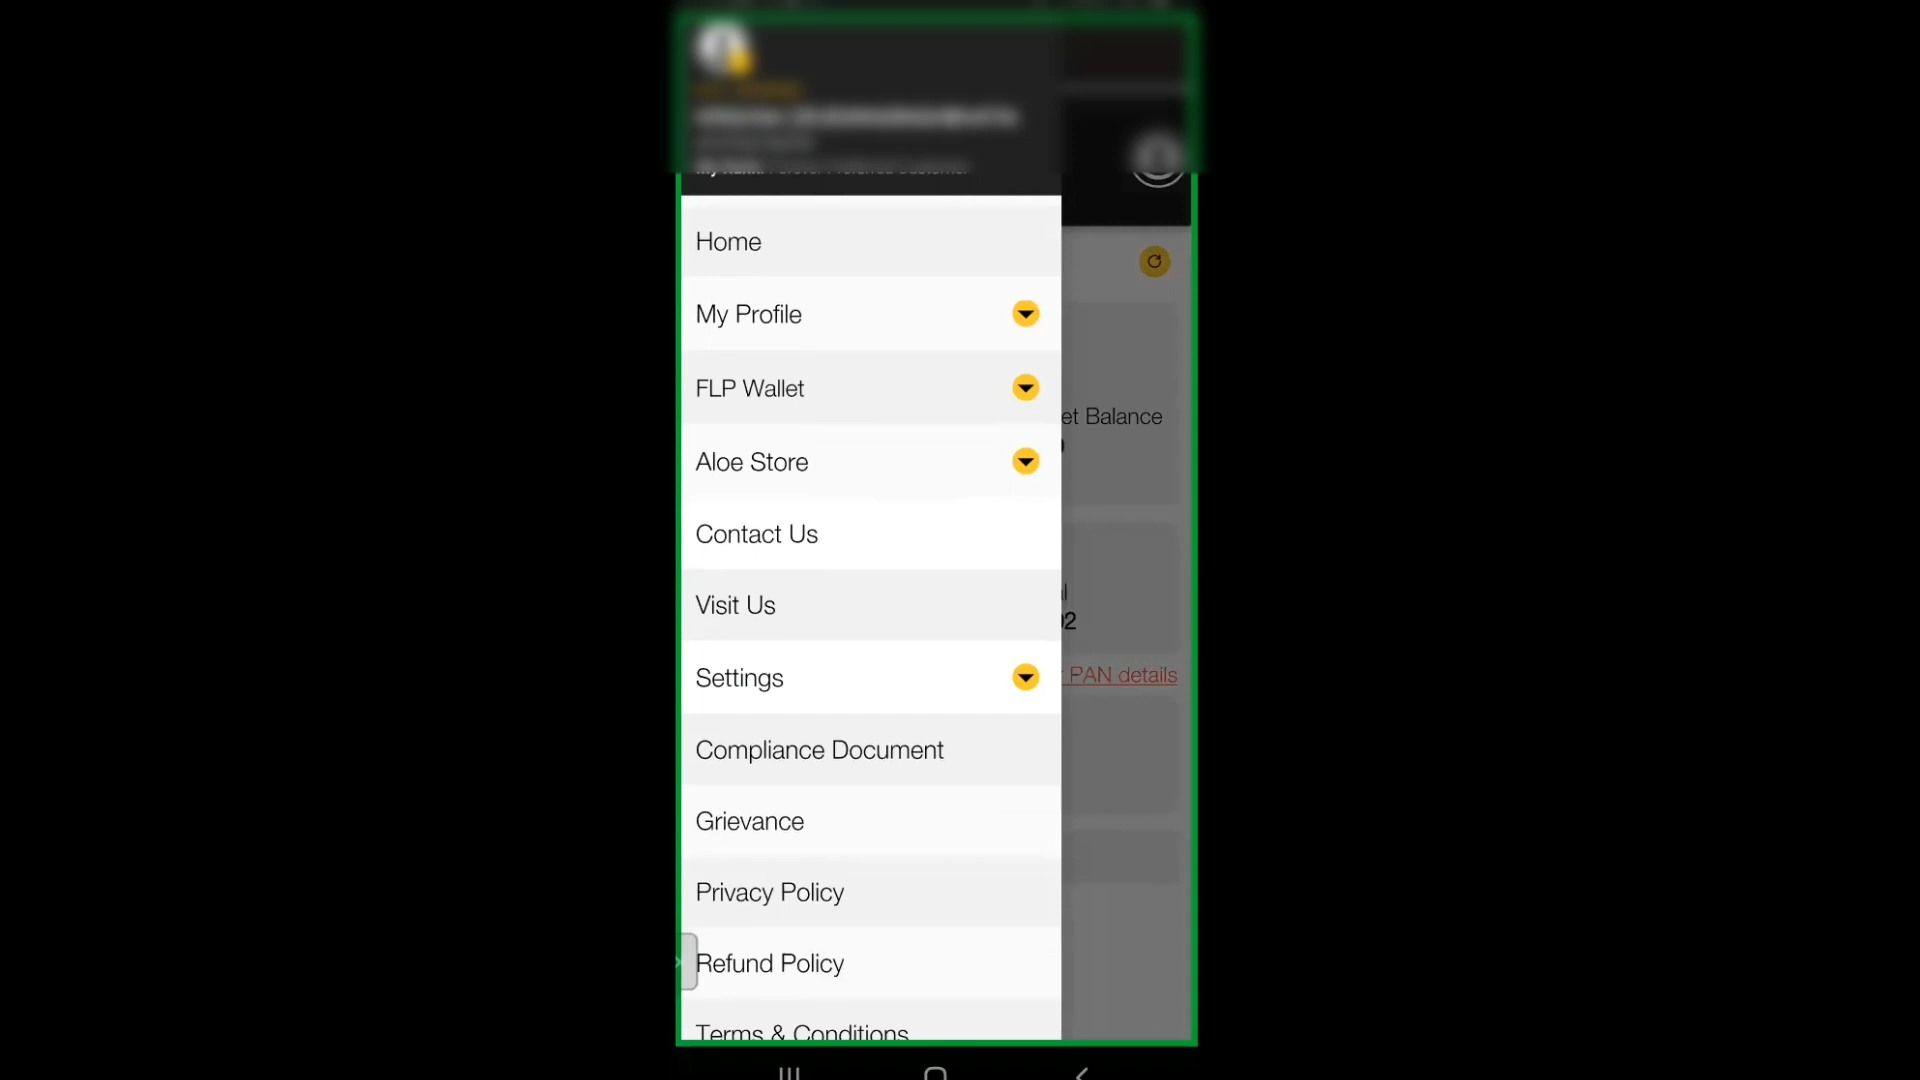 Home
My Profile
FLP Wallet
et Balance
Aloe Store
Contact Us
Visit Us
02
Settings
PAN details
Compliance Document
Grievance
Privacy Policy
Refund Policy
Terms & Conditions